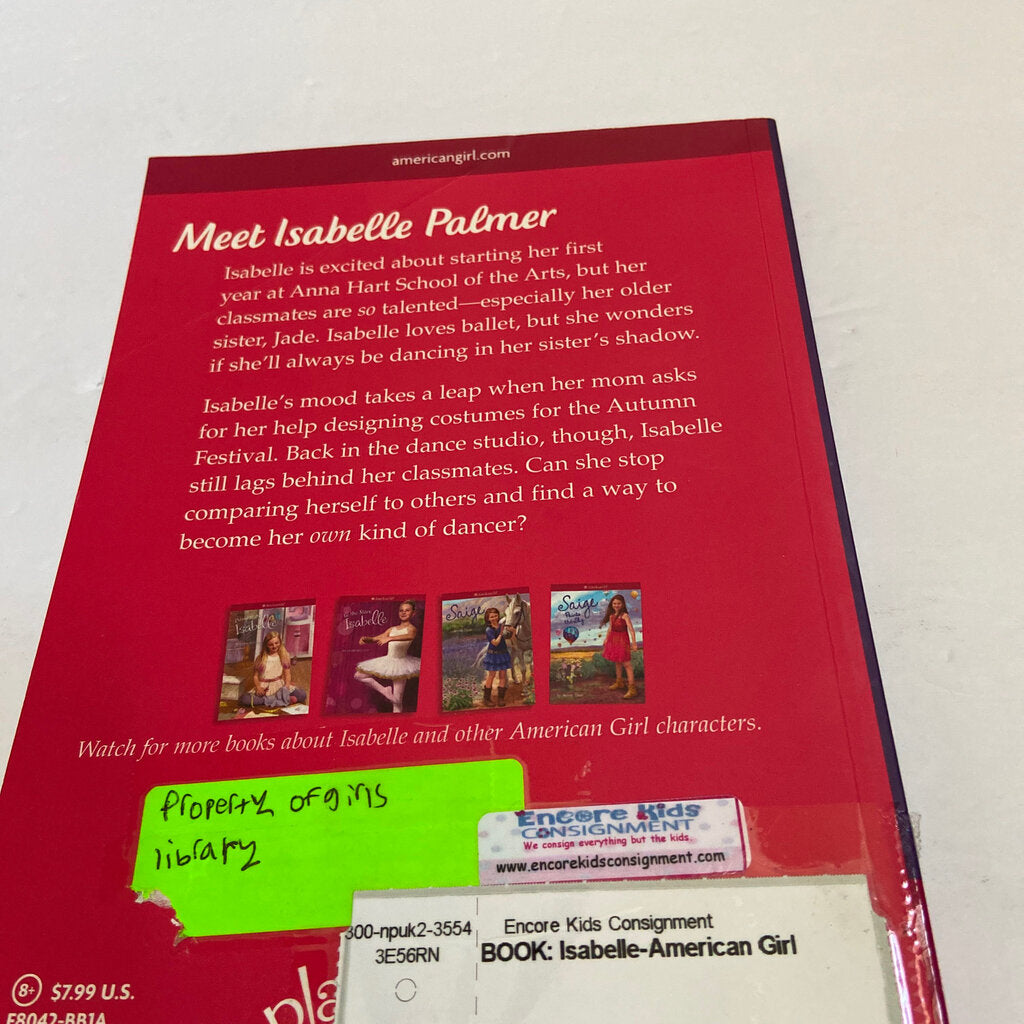 americangirl.com
Meet Isabelle Palmer
Isabelle is excited about starting her first
year at Anna Hart School of the Arts, but her
classmates are so talented—especially her older
sister, Jade. Isabelle loves ballet, but she wonders
if she'll always be dancing in her sister's shadow.
Isabelle's mood takes a leap when her mom asks
for her help designing costumes for the Autumn
Festival. Back in the dance studio, though, Isabelle
still lags behind her classmates. Can she stop
comparing herself to others and find a way to
become her own kind of dancer?
Isabelle
Isabelle
Saige
Saige
Watch for more books about Isabelle and other American Girl characters.
Property of girls
library
Encore Kids
CONSIGNMENT
We consign everything but the kids.
www.encorekidsconsignment.com
300-npuk2-3554
3E56RN
Encore Kids Consignment
BOOK: Isabelle-American Girl
8+ $7.99 U.S.
F8042-BB1A
pla